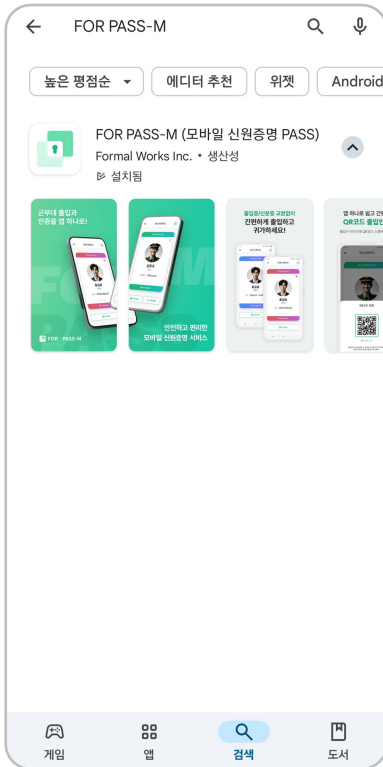 FOR PASS-M
높은 평점순
에디터 추천
위젯
Android
FOR PASS-M (모바일 신원증명 PASS)
Formal Works Inc. • 생산성
설치됨
군부대 출입과
인증을 앱 하나로!
FOR PASS-M
안전하고 편리한
모바일 신원증명 서비스
출입증/신분증 교환없이
간편하게 출입하고
귀가하세요!
앱 하나로 쉽고 간편
QR코드 출입인
게임
앱
검색
도서